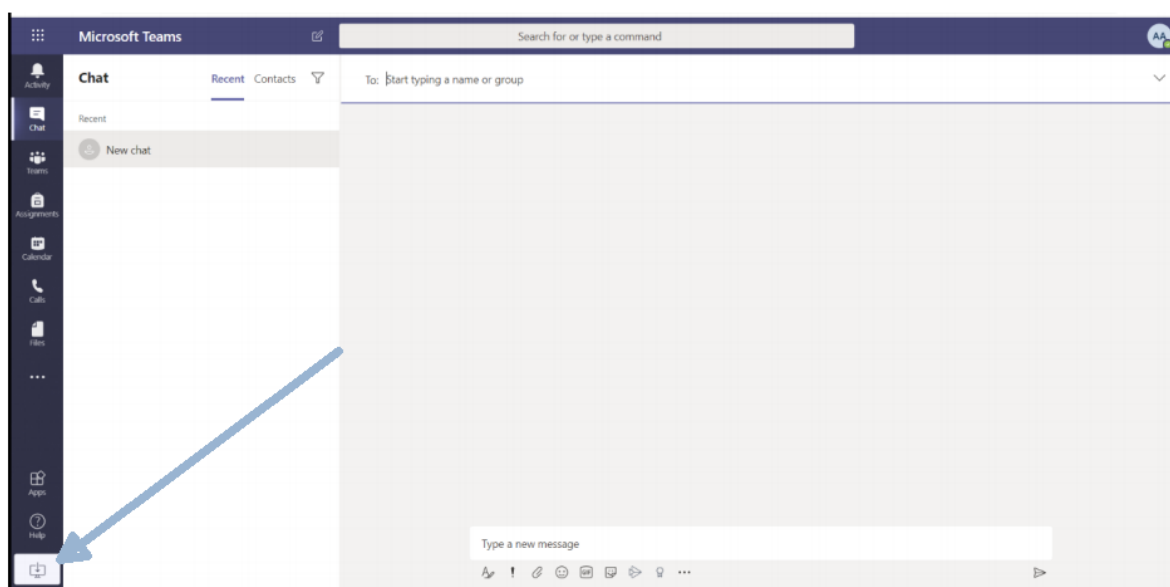 Microsoft Teams
Search for or type a command
AA
Activity
Chat
Teams
Assignments
Calendar
Calls
Files
Apps
Help
Chat
Recent
Contacts
Recent
New chat
To: Start typing a name or group
Type a new message
GIF